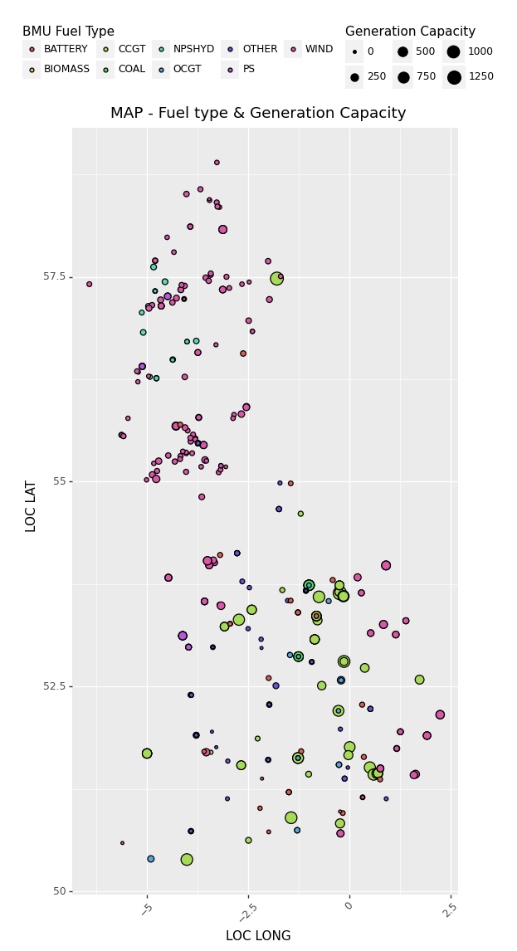 BMU Fuel Type
BATTERY CCGT NPSHYD OTHER WIND
BIOMASS COAL OCGT PS
Generation Capacity
0 500 1000
250 750 1250
MAP - Fuel type & Generation Capacity
57.5
55
52.5
50
LOC LAT
−5 −2.5 0 2.5
LOC LONG